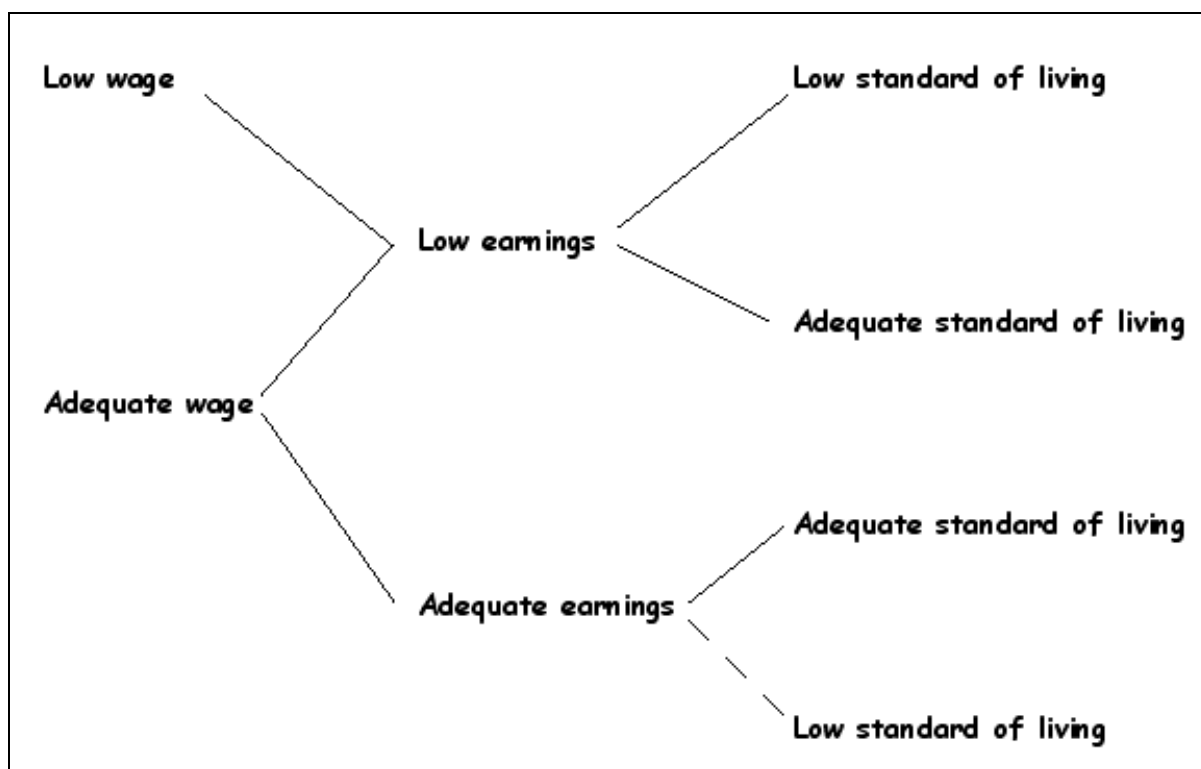 Low wage
Low standard of living
Low earnings
Adequate standard of living
Adequate wage
Adequate standard of living
Adequate earnings
Low standard of living